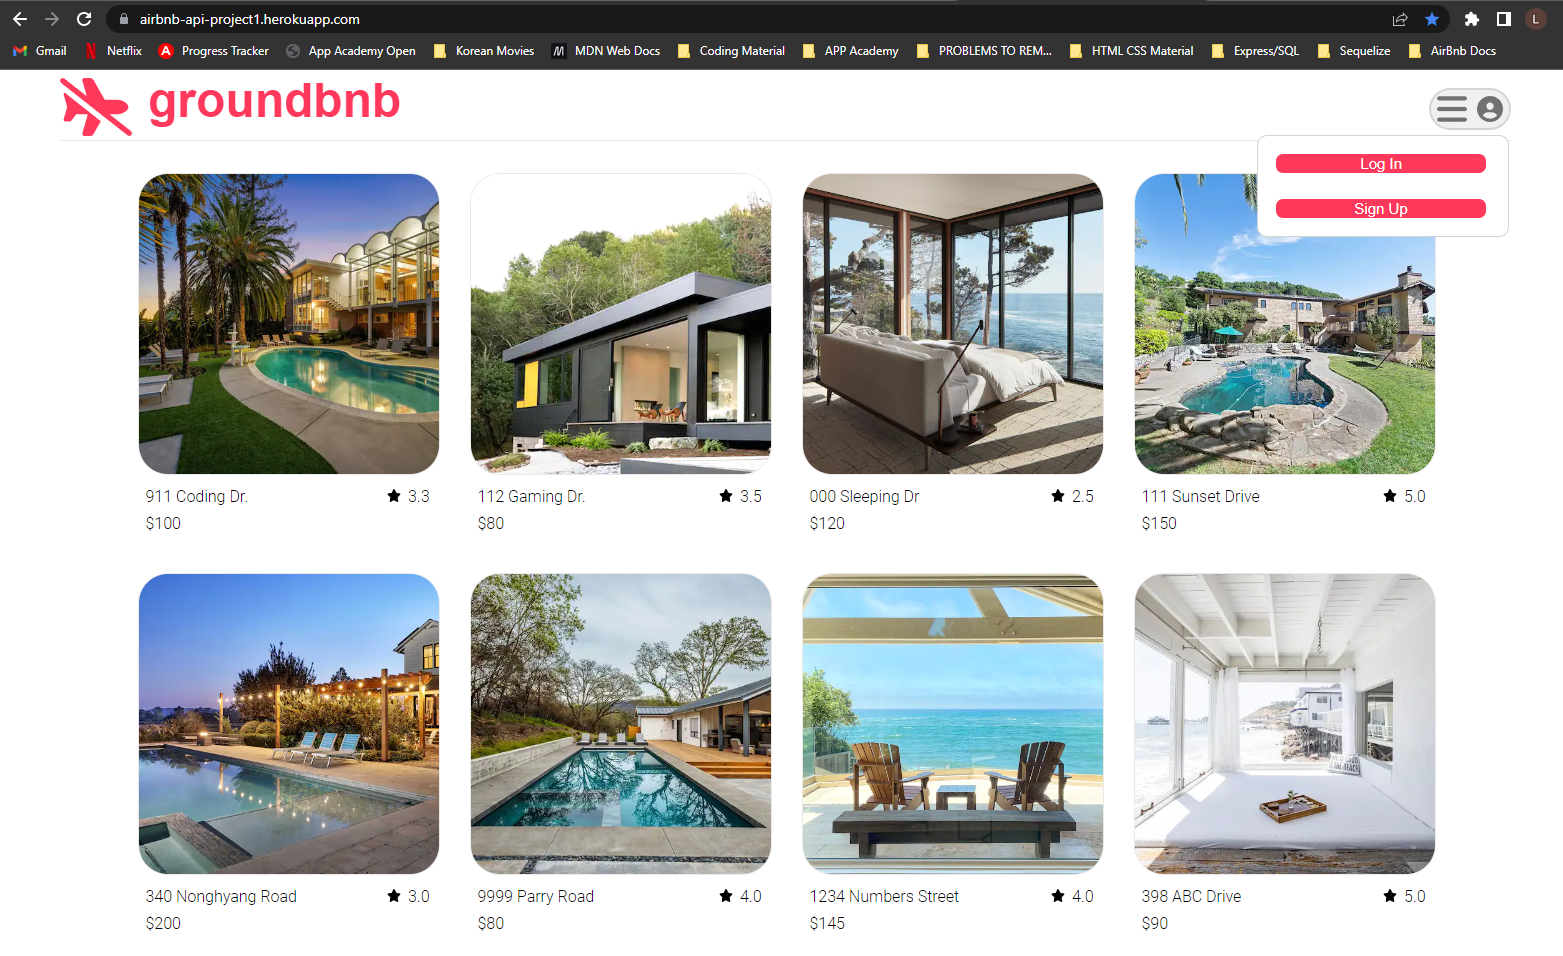 airbnb-api-project1.herokuapp.com
L
Gmail
Netflix
Progress Tracker
App Academy Open
Korean Movies
MDN Web Docs
Coding Material
APP Academy
PROBLEMS TO REM...
HTML CSS Material
Express/SQL
Sequelize
AirBnb Docs
groundbnb
Log In
Sign Up
911 Coding Dr. 3.3
$100
112 Gaming Dr. 3.5
$80
000 Sleeping Dr 2.5
$120
111 Sunset Drive 5.0
$150
340 Nonghyang Road 3.0
$200
9999 Parry Road 4.0
$80
1234 Numbers Street 4.0
$145
398 ABC Drive 5.0
$90